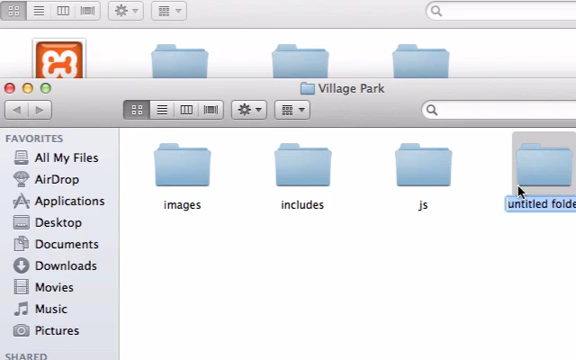 Village Park
FAVORITES
All My Files
AirDrop
Applications
Desktop
Documents
Downloads
Movies
Music
Pictures
SHARED
images
includes
js
untitled folde